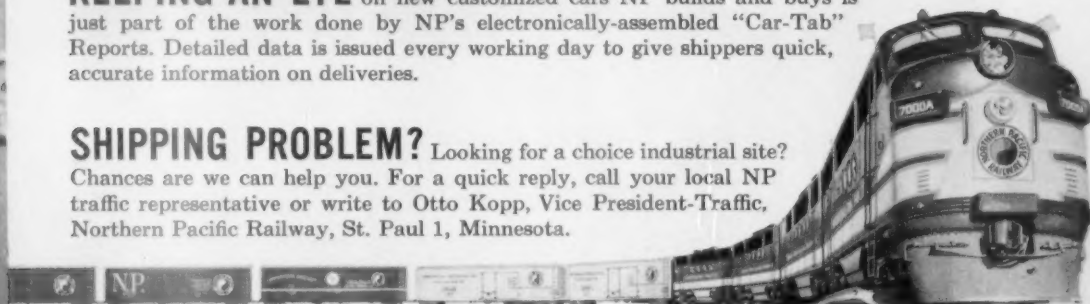 KEEPING AN EYE on new customized cars NP builds and buys is
just part of the work done by NP's electronically-assembled "Car-Tab"
Reports. Detailed data is issued every working day to give shippers quick,
accurate information on deliveries.
SHIPPING PROBLEM? Looking for a choice industrial site?
Chances are we can help you. For a quick reply, call your local NP
traffic representative or write to Otto Kopp, Vice President-Traffic,
Northern Pacific Railway, St. Paul 1, Minnesota.
7000A
NORTHERN PACIFIC
RAILWAY
NP